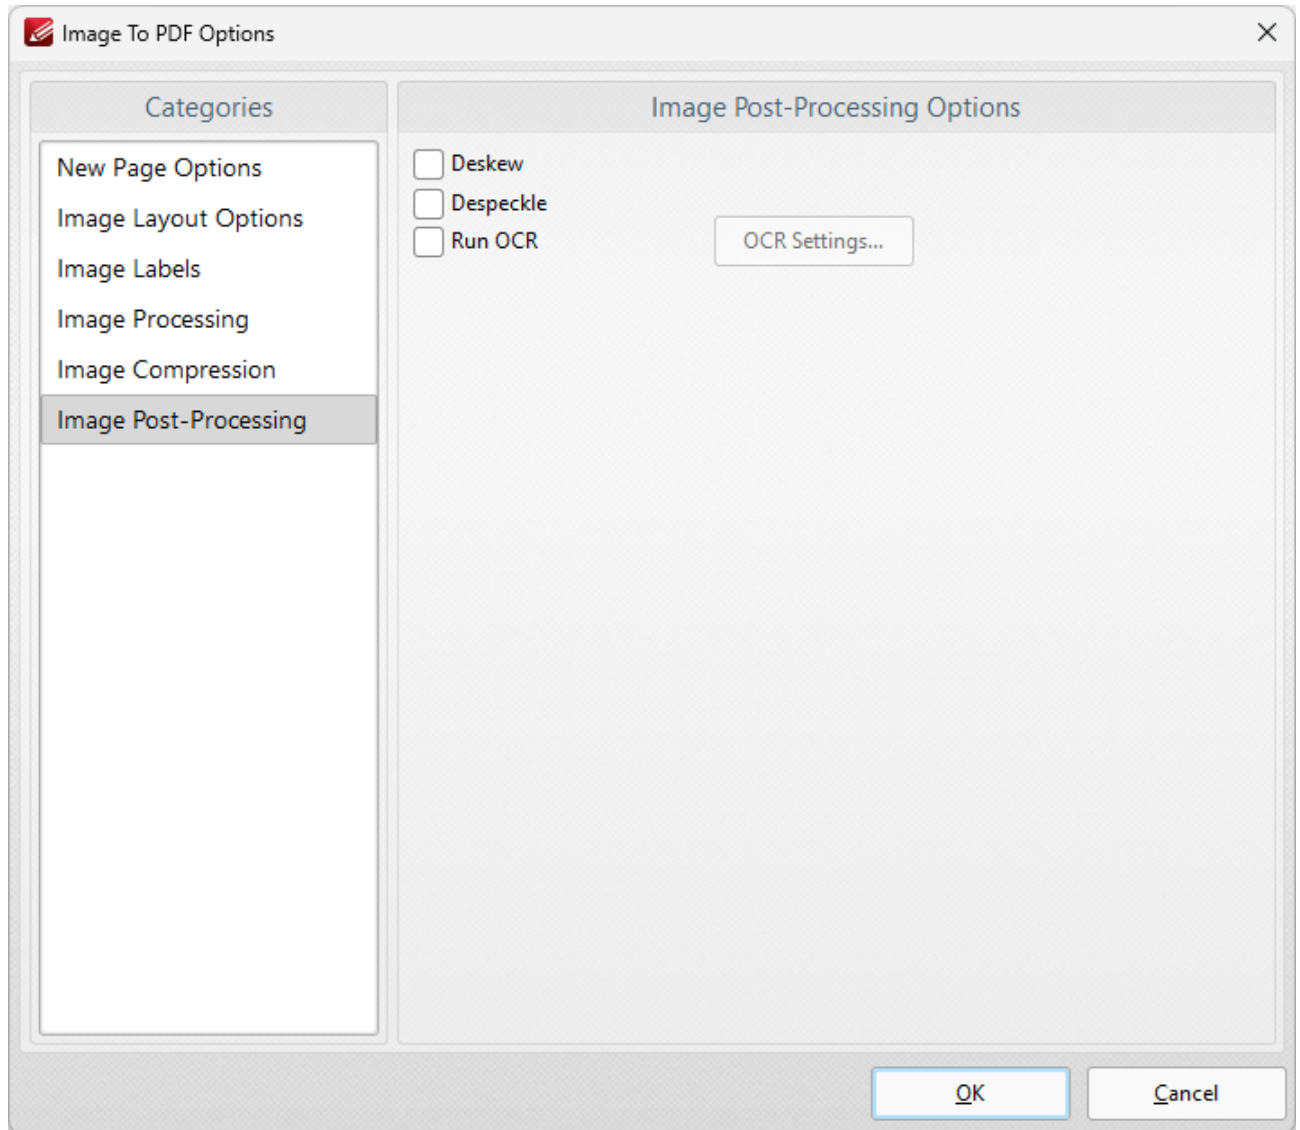 Image To PDF Options
Categories
New Page Options
Image Layout Options
Image Labels
Image Processing
Image Compression
Image Post-Processing
Image Post-Processing Options
Deskew
Despeckle
Run OCR
OCR Settings...
OK
Cancel